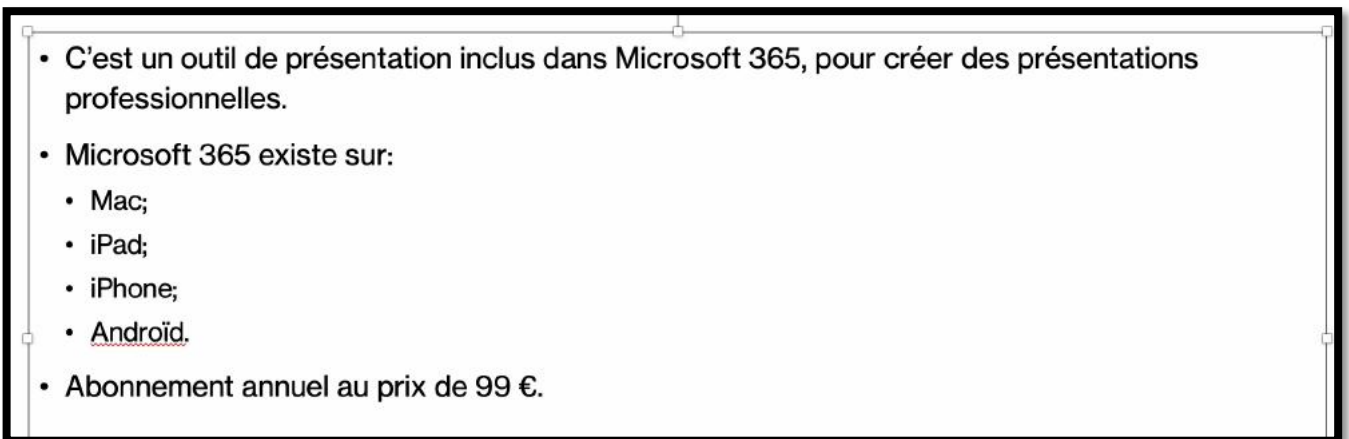 • C’est un outil de présentation inclus dans Microsoft 365, pour créer des présentations
professionnelles.
• Microsoft 365 existe sur:
• Mac;
• iPad;
• iPhone;
• Androïd.
• Abonnement annuel au prix de 99 €.